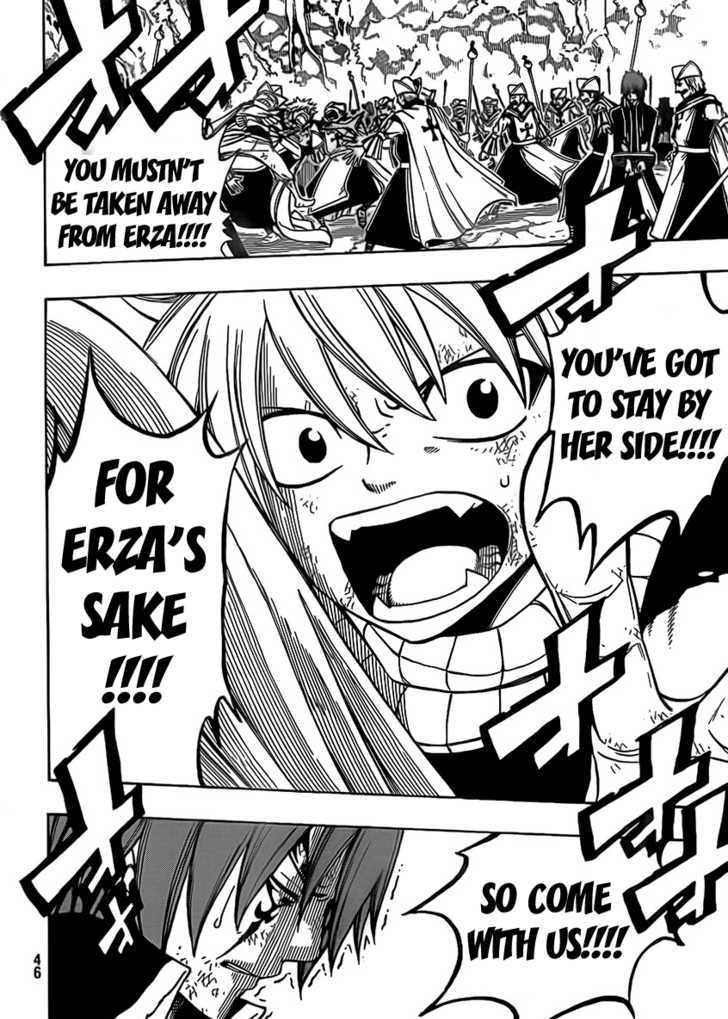 YOU MUSTN'T
BE TAKEN AWAY
FROM ERZA!!!!
YOU'VE GOT
TO STAY BY
HER SIDE!!!!
FOR
ERZA'S
SAKE
!!!!
SO COME
WITH US!!!!
46